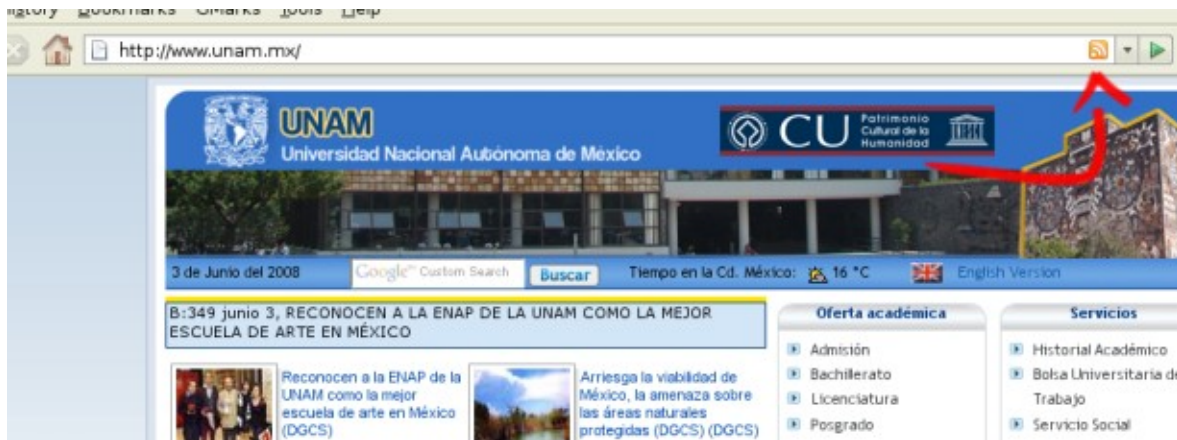 History Bookmarks GMarks Tools Help
http://www.unam.mx/
UNAM
Universidad Nacional Autónoma de México
CU
Patrimonio
Cultural de la
Humanidad
3 de Junio del 2008
Google™ Custom Search
Buscar
Tiempo en la Cd. México: 16 °C
English Version
B:349 junio 3, RECONOCEN A LA ENAP DE LA UNAM COMO LA MEJOR
ESCUELA DE ARTE EN MÉXICO
Reconocen a la ENAP de la
UNAM como la mejor
escuela de arte en México
(DGCS)
Arriesga la viabilidad de
México, la amenaza sobre
las áreas naturales
protegidas (DGCS) (DGCS)
Oferta académica
Admisión
Bachillerato
Licenciatura
Posgrado
Servicios
Historial Académico
Bolsa Universitaria de
Trabajo
Servicio Social